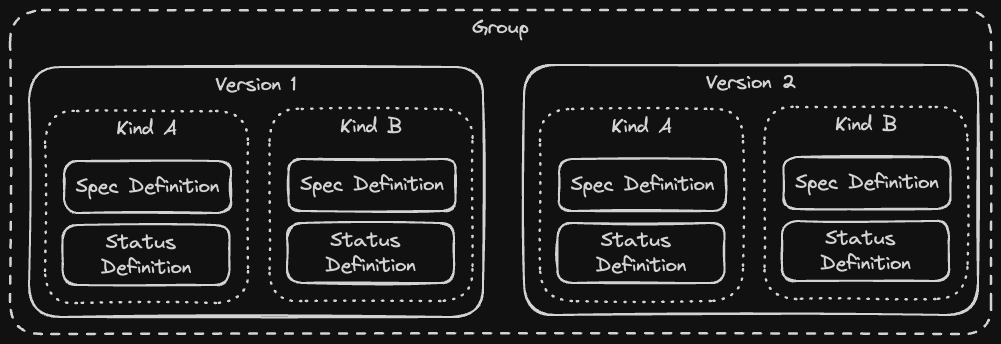 Group
Version 1
Kind A
Spec Definition
Status
Definition
Kind B
Spec Definition
Status
Definition
Version 2
Kind A
Spec Definition
Status
Definition
Kind B
Spec Definition
Status
Definition